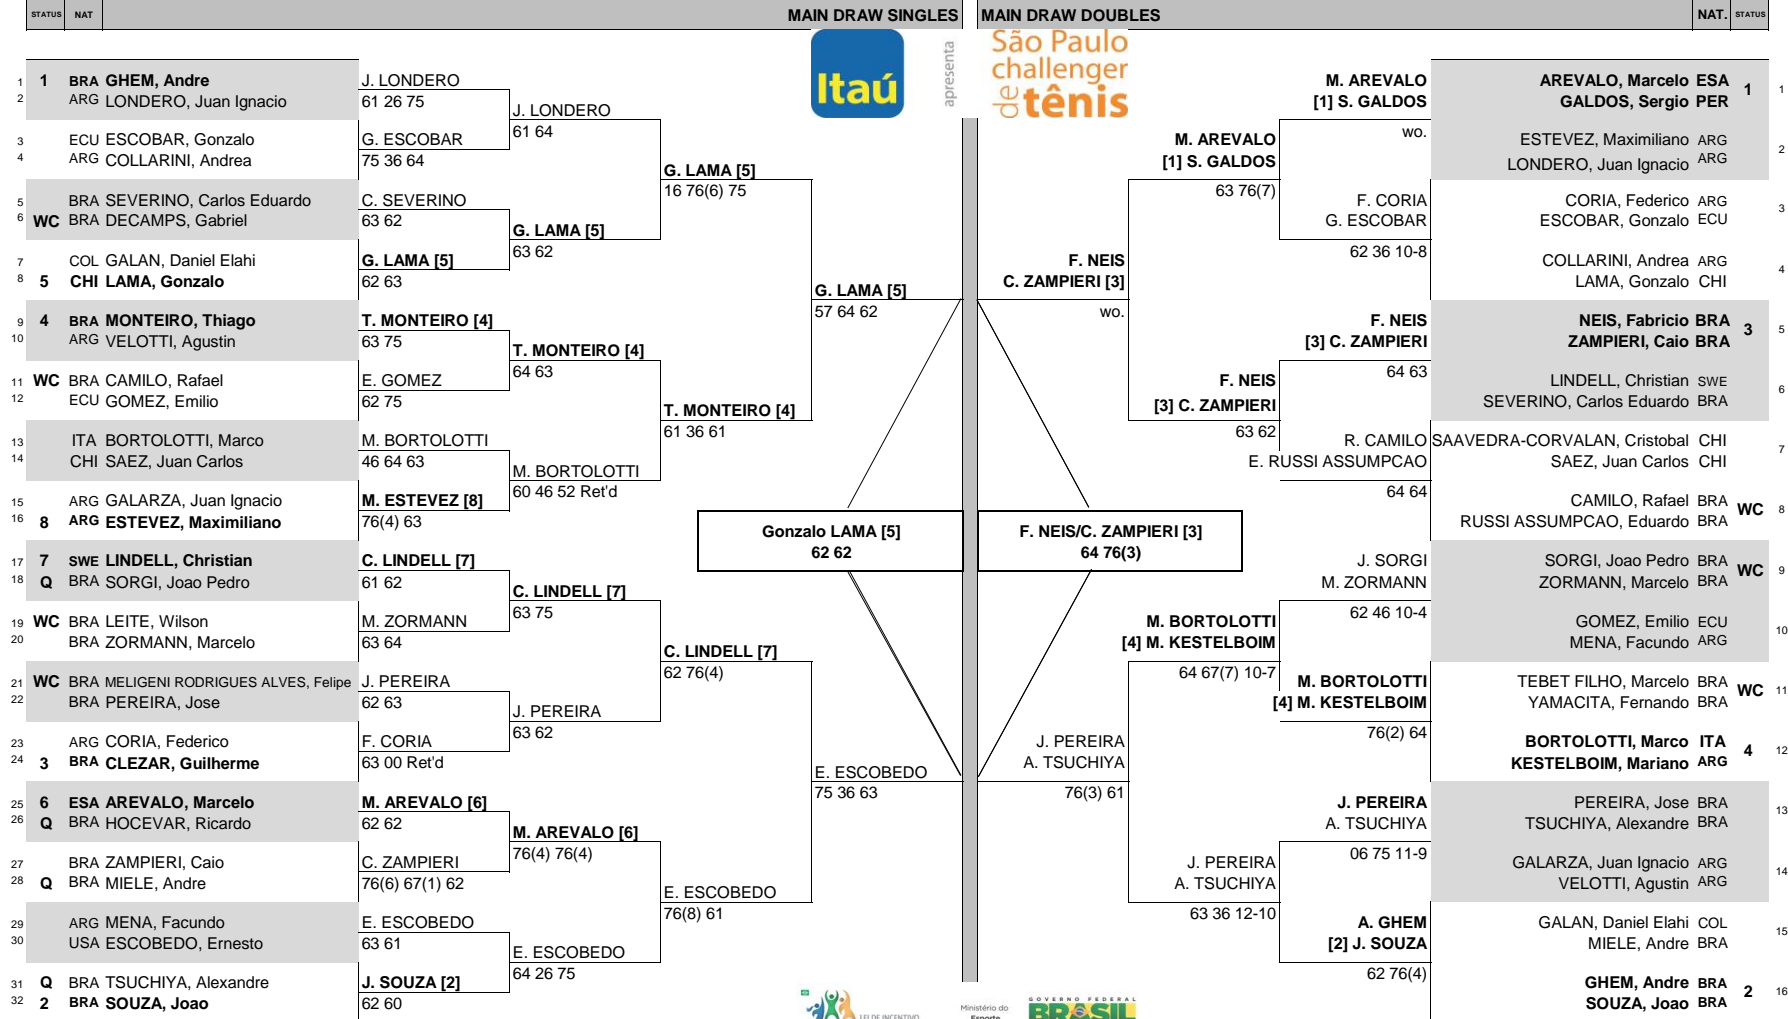 STATUS NAT MAIN DRAW SINGLES MAIN DRAW DOUBLES NAT. STATUS
Itaú
apresenta
São Paulo
challenger
de tênis
1 1 BRA GHEM, Andre
2 ARG LONDERO, Juan Ignacio
3 ECU ESCOBAR, Gonzalo
4 ARG COLLARINI, Andrea
5 BRA SEVERINO, Carlos Eduardo
6 WC BRA DECAMPS, Gabriel
7 COL GALAN, Daniel Elahi
8 5 CHI LAMA, Gonzalo
9 4 BRA MONTEIRO, Thiago
10 ARG VELOTTI, Agustin
11 WC BRA CAMILO, Rafael
12 ECU GOMEZ, Emilio
13 ITA BORTOLOTTI, Marco
14 CHI SAEZ, Juan Carlos
15 ARG GALARZA, Juan Ignacio
16 8 ARG ESTEVEZ, Maximiliano
17 7 SWE LINDELL, Christian
18 Q BRA SORGI, Joao Pedro
19 WC BRA LEITE, Wilson
20 BRA ZORMANN, Marcelo
21 WC BRA MELIGENI RODRIGUES ALVES, Felipe
22 BRA PEREIRA, Jose
23 ARG CORIA, Federico
24 3 BRA CLEZAR, Guilherme
25 6 ESA AREVALO, Marcelo
26 Q BRA HOCEVAR, Ricardo
27 BRA ZAMPIERI, Caio
28 Q BRA MIELE, Andre
29 ARG MENA, Facundo
30 USA ESCOBEDO, Ernesto
31 Q BRA TSUCHIYA, Alexandre
32 2 BRA SOUZA, Joao
J. LONDERO
61 26 75
G. ESCOBAR
75 36 64
C. SEVERINO
63 62
G. LAMA [5]
62 63
T. MONTEIRO [4]
63 75
E. GOMEZ
62 75
M. BORTOLOTTI
46 64 63
M. ESTEVEZ [8]
76(4) 63
C. LINDELL [7]
61 62
M. ZORMANN
63 64
J. PEREIRA
62 63
F. CORIA
63 00 Ret'd
M. AREVALO [6]
62 62
C. ZAMPIERI
76(6) 67(1) 62
E. ESCOBEDO
63 61
J. SOUZA [2]
62 60
J. LONDERO
61 64
G. LAMA [5]
63 62
T. MONTEIRO [4]
64 63
M. BORTOLOTTI
60 46 52 Ret'd
C. LINDELL [7]
63 75
J. PEREIRA
63 62
M. AREVALO [6]
76(4) 76(4)
E. ESCOBEDO
64 26 75
G. LAMA [5]
16 76(6) 75
T. MONTEIRO [4]
61 36 61
C. LINDELL [7]
62 76(4)
E. ESCOBEDO
76(8) 61
G. LAMA [5]
57 64 62
E. ESCOBEDO
75 36 63
Gonzalo LAMA [5]
62 62
F. NEIS/C. ZAMPIERI [3]
64 76(3)
F. NEIS
C. ZAMPIERI [3]
wo.
J. PEREIRA
A. TSUCHIYA
76(3) 61
M. AREVALO
[1] S. GALDOS
63 76(7)
F. NEIS
[3] C. ZAMPIERI
63 62
M. BORTOLOTTI
[4] M. KESTELBOIM
64 67(7) 10-7
J. PEREIRA
A. TSUCHIYA
63 36 12-10
M. AREVALO
[1] S. GALDOS
wo.
F. CORIA
G. ESCOBAR
62 36 10-8
F. NEIS
[3] C. ZAMPIERI
64 63
R. CAMILO
E. RUSSI ASSUMPCAO
64 64
J. SORGI
M. ZORMANN
62 46 10-4
M. BORTOLOTTI
[4] M. KESTELBOIM
76(2) 64
J. PEREIRA
A. TSUCHIYA
06 75 11-9
A. GHEM
[2] J. SOUZA
62 76(4)
AREVALO, Marcelo ESA 1 1
GALDOS, Sergio PER
ESTEVEZ, Maximiliano ARG 2
LONDERO, Juan Ignacio ARG
CORIA, Federico ARG 3
ESCOBAR, Gonzalo ECU
COLLARINI, Andrea ARG 4
LAMA, Gonzalo CHI
NEIS, Fabricio BRA 3 5
ZAMPIERI, Caio BRA
LINDELL, Christian SWE 6
SEVERINO, Carlos Eduardo BRA
SAAVEDRA-CORVALAN, Cristobal CHI 7
SAEZ, Juan Carlos CHI
CAMILO, Rafael BRA WC 8
RUSSI ASSUMPCAO, Eduardo BRA
SORGI, Joao Pedro BRA WC 9
ZORMANN, Marcelo BRA
GOMEZ, Emilio ECU 10
MENA, Facundo ARG
TEBET FILHO, Marcelo BRA WC 11
YAMACITA, Fernando BRA
BORTOLOTTI, Marco ITA 4 12
KESTELBOIM, Mariano ARG
PEREIRA, Jose BRA 13
TSUCHIYA, Alexandre BRA
GALARZA, Juan Ignacio ARG 14
VELOTTI, Agustin ARG
GALAN, Daniel Elahi COL 15
MIELE, Andre BRA
GHEM, Andre BRA 2 16
SOUZA, Joao BRA
LEI DE INCENTIVO
Ministério do
Esporte
GOVERNO FEDERAL
BRASIL